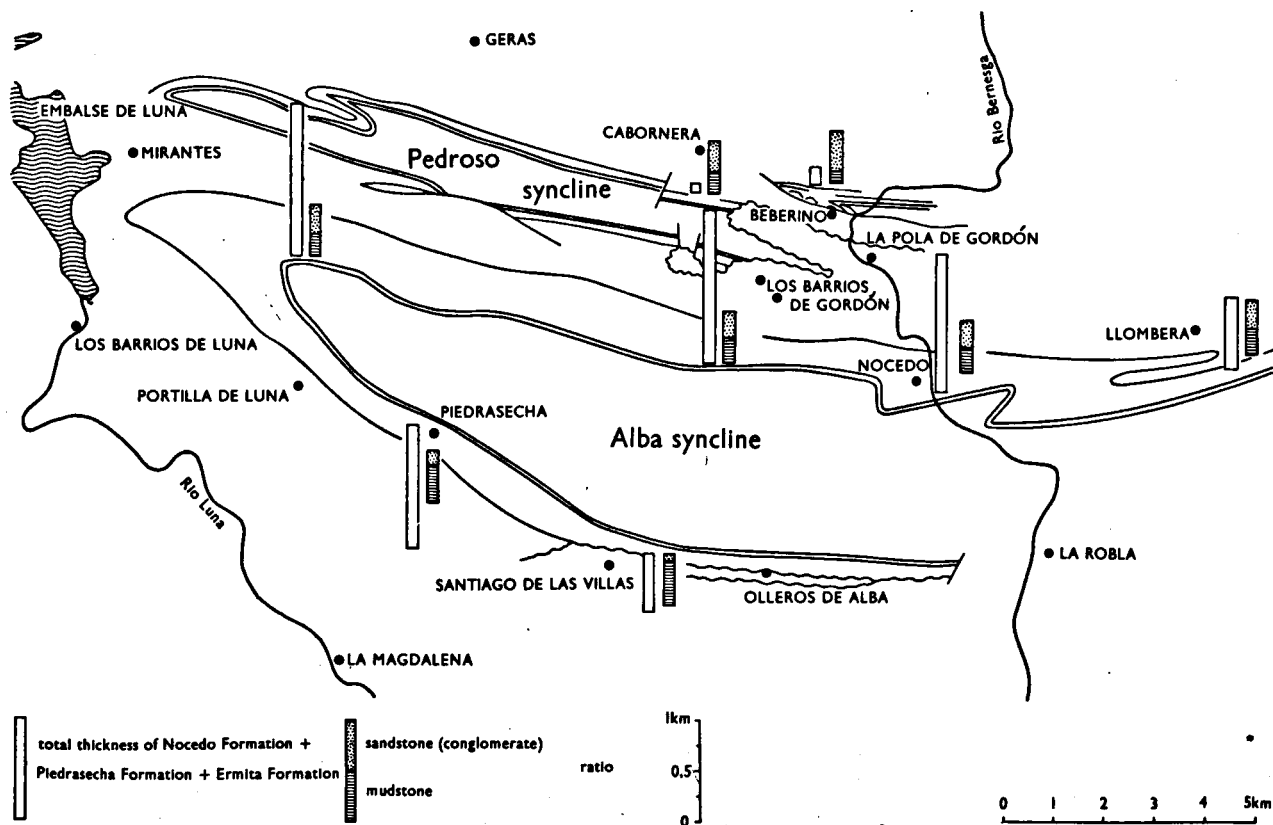 GERAS
Rio Bernesga
EMBALSE DE LUNA
CABORNERA
MIRANTES
Pedroso
syncline
BEBERINO
LA POLA DE GORDÓN
LOS BARRIOS
DE GORDÓN
LLOMBERA
LOS BARRIOS DE LUNA
NOCEDO
PORTILLA DE LUNA
PIEDRASECHA
Alba syncline
Rio Luna
LA ROBLA
SANTIAGO DE LAS VILLAS
OLLEROS DE ALBA
LA MAGDALENA
total thickness of Nocedo Formation +
Piedrasecha Formation + Ermita Formation
sandstone (conglomerate)
mudstone
ratio
1km
0,5
0
0 1 2 3 4 5km